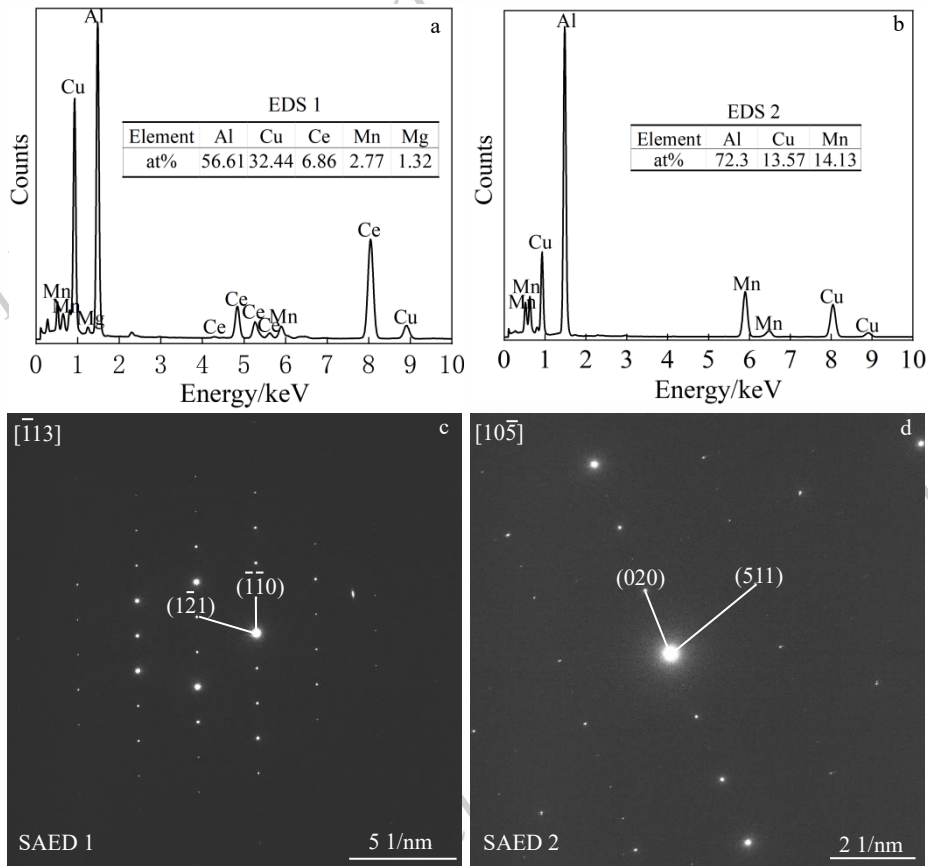 a
Al
Cu
EDS 1
Element Al Cu Ce Mn Mg
at% 56.61 32.44 6.86 2.77 1.32
Counts
Ce
Mn
Mn
Mg
Ce
Ce
Ce
Ce
Mn
Cu
0 1 2 3 4 5 6 7 8 9 10
Energy/keV
b
Al
EDS 2
Element Al Cu Mn
at% 72.3 13.57 14.13
Counts
Cu
Mn
Mn
Mn
Mn
Cu
Cu
0 1 2 3 4 5 6 7 8 9 10
Energy/keV
[1̅13]
c
(1̅1̅0)
(12̅1)
SAED 1
5 1/nm
[105̅]
d
(020)
(511)
SAED 2
2 1/nm